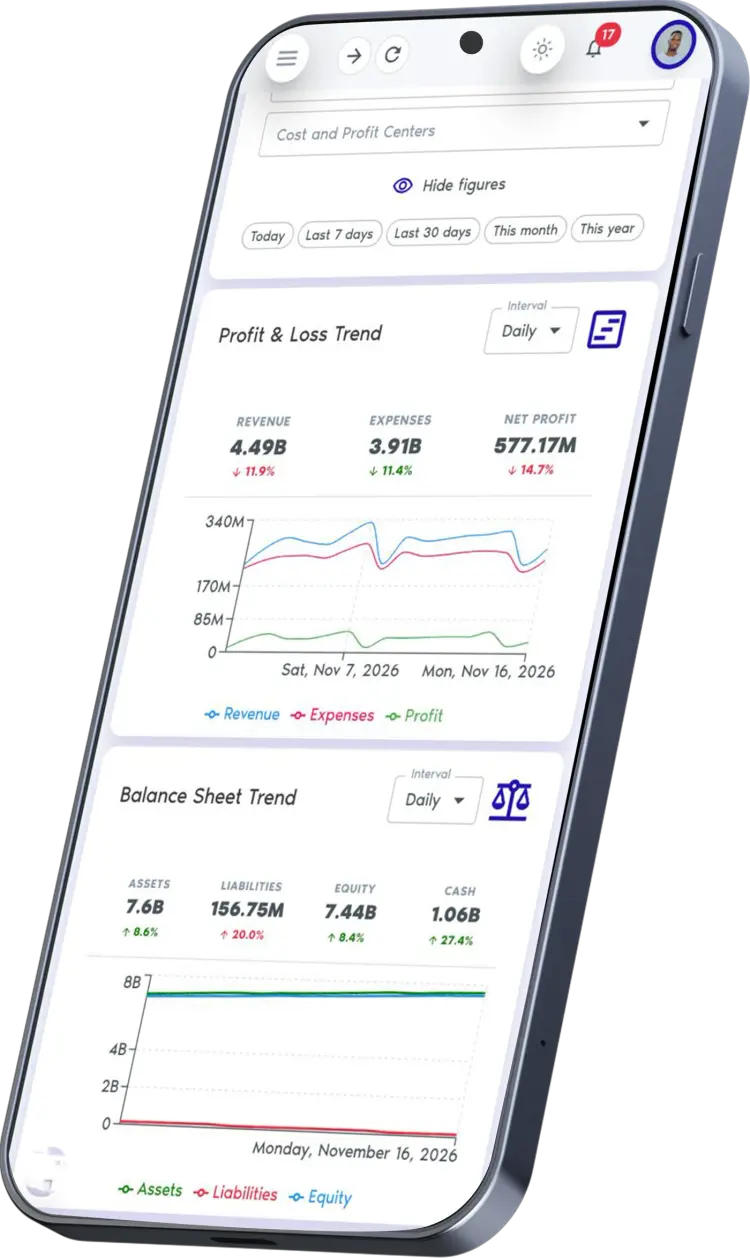 17
Cost and Profit Centers
Hide figures
Today Last 7 days Last 30 days This month This year
Interval
Profit & Loss Trend Daily
REVENUE EXPENSES NET PROFIT
4.49B 3.91B 577.17M
↓ 11.9% ↓ 11.4% ↓ 14.7%
340M
170M
85M
0
Sat, Nov 7, 2026 Mon, Nov 16, 2026
Revenue Expenses Profit
Interval
Balance Sheet Trend Daily
ASSETS LIABILITIES EQUITY CASH
7.6B 156.75M 7.44B 1.06B
↑ 8.6% ↑ 20.0% ↑ 8.4% ↑ 27.4%
8B
4B
2B
0
Monday, November 16, 2026
Assets Liabilities Equity